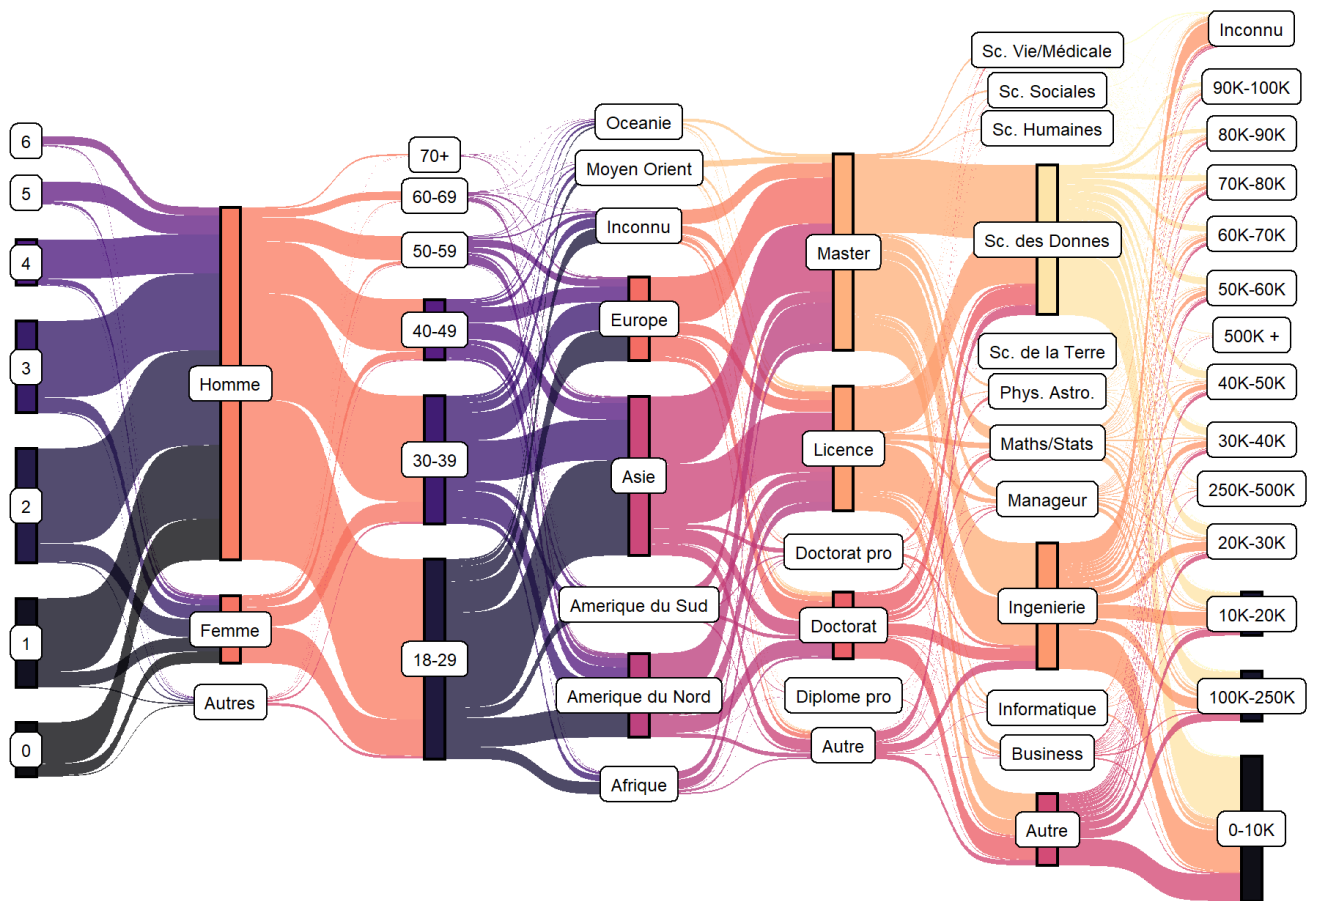 6
5
4
3
2
1
0
Homme
Femme
Autres
70+
60-69
50-59
40-49
30-39
18-29
Oceanie
Moyen Orient
Inconnu
Europe
Asie
Amerique du Sud
Amerique du Nord
Afrique
Master
Licence
Doctorat pro
Doctorat
Diplome pro
Autre
Sc. Vie/Médicale
Sc. Sociales
Sc. Humaines
Sc. des Donnes
Sc. de la Terre
Phys. Astro.
Maths/Stats
Manageur
Ingenierie
Informatique
Business
Autre
Inconnu
90K-100K
80K-90K
70K-80K
60K-70K
50K-60K
500K +
40K-50K
30K-40K
250K-500K
20K-30K
10K-20K
100K-250K
0-10K